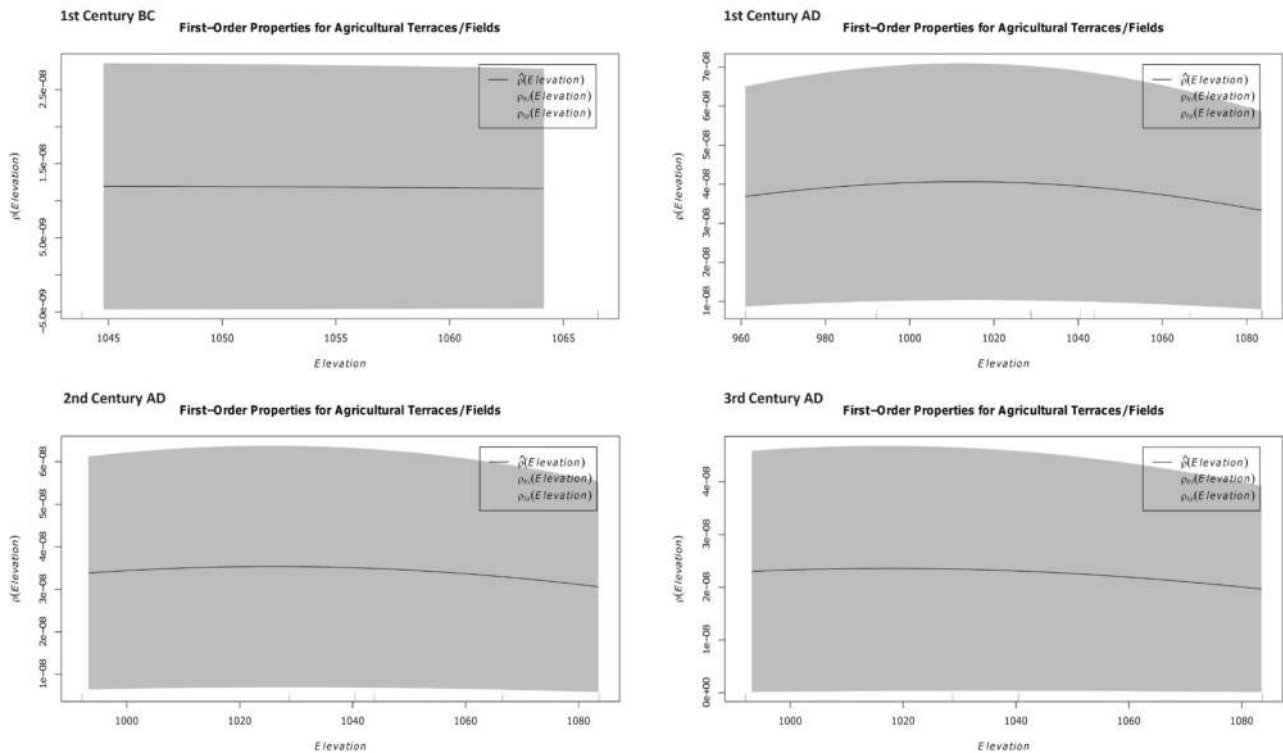 1st Century BC
First–Order Properties for Agricultural Terraces/Fields
ρ̂(Elevation)
ρₕᵢ(Elevation)
ρₗₒ(Elevation)
ρ(Elevation)
-5.0e-09 5.0e-09 1.5e-08 2.5e-08
1045 1050 1055 1060 1065
Elevation
1st Century AD
First–Order Properties for Agricultural Terraces/Fields
ρ̂(Elevation)
ρₕᵢ(Elevation)
ρₗₒ(Elevation)
ρ(Elevation)
1e-08 2e-08 3e-08 4e-08 5e-08 6e-08 7e-08
960 980 1000 1020 1040 1060 1080
Elevation
2nd Century AD
First–Order Properties for Agricultural Terraces/Fields
ρ̂(Elevation)
ρₕᵢ(Elevation)
ρₗₒ(Elevation)
ρ(Elevation)
1e-08 2e-08 3e-08 4e-08 5e-08 6e-08
1000 1020 1040 1060 1080
Elevation
3rd Century AD
First–Order Properties for Agricultural Terraces/Fields
ρ̂(Elevation)
ρₕᵢ(Elevation)
ρₗₒ(Elevation)
ρ(Elevation)
0e+00 1e-08 2e-08 3e-08 4e-08
1000 1020 1040 1060 1080
Elevation